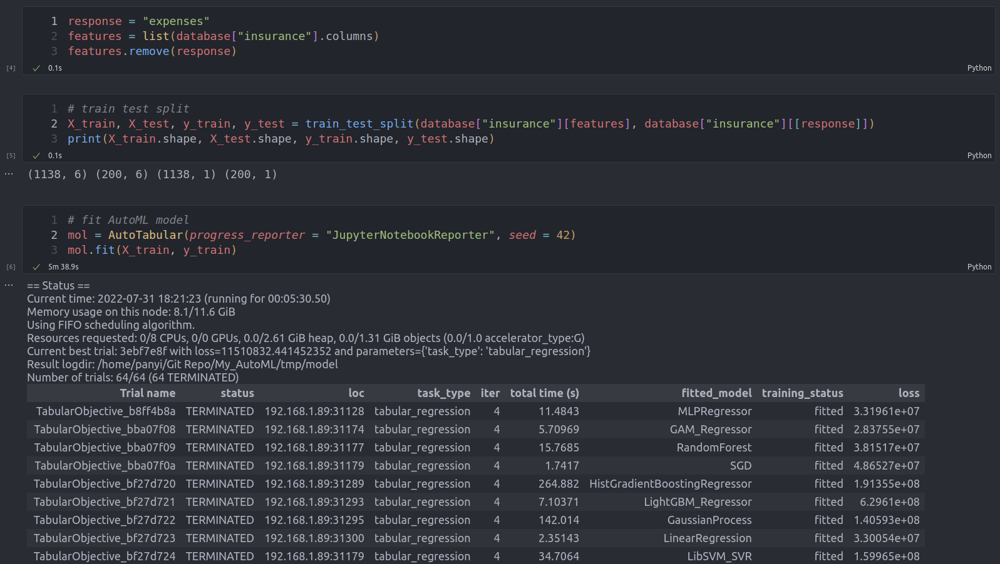 1 response = "expenses"
2 features = list(database["insurance"].columns)
3 features.remove(response)
[4] ✓ 0.1s Python
1 # train test split
2 X_train, X_test, y_train, y_test = train_test_split(database["insurance"][features], database["insurance"][[response]])
3 print(X_train.shape, X_test.shape, y_train.shape, y_test.shape)
[5] ✓ 0.1s Python
... (1138, 6) (200, 6) (1138, 1) (200, 1)
1 # fit AutoML model
2 mol = AutoTabular(progress_reporter = "JupyterNotebookReporter", seed = 42)
3 mol.fit(X_train, y_train)
[6] ✓ 5m 38.9s Python
... == Status ==
Current time: 2022-07-31 18:21:23 (running for 00:05:30.50)
Memory usage on this node: 8.1/11.6 GiB
Using FIFO scheduling algorithm.
Resources requested: 0/8 CPUs, 0/0 GPUs, 0.0/2.61 GiB heap, 0.0/1.31 GiB objects (0.0/1.0 accelerator_type:G)
Current best trial: 3ebf7e8f with loss=11510832.441452352 and parameters={'task_type': 'tabular_regression'}
Result logdir: /home/panyi/Git Repo/My_AutoML/tmp/model
Number of trials: 64/64 (64 TERMINATED)
Trial name status loc task_type iter total time (s) fitted_model training_status loss
TabularObjective_b8ff4b8a TERMINATED 192.168.1.89:31128 tabular_regression 4 11.4843 MLPRegressor fitted 3.31961e+07
TabularObjective_bba07f08 TERMINATED 192.168.1.89:31174 tabular_regression 4 5.70969 GAM_Regressor fitted 2.83755e+07
TabularObjective_bba07f09 TERMINATED 192.168.1.89:31177 tabular_regression 4 15.7685 RandomForest fitted 3.81517e+07
TabularObjective_bba07f0a TERMINATED 192.168.1.89:31179 tabular_regression 4 1.7417 SGD fitted 4.86527e+07
TabularObjective_bf27d720 TERMINATED 192.168.1.89:31289 tabular_regression 4 264.882 HistGradientBoostingRegressor fitted 1.91355e+08
TabularObjective_bf27d721 TERMINATED 192.168.1.89:31293 tabular_regression 4 7.10371 LightGBM_Regressor fitted 6.2961e+08
TabularObjective_bf27d722 TERMINATED 192.168.1.89:31295 tabular_regression 4 142.014 GaussianProcess fitted 1.40593e+08
TabularObjective_bf27d723 TERMINATED 192.168.1.89:31300 tabular_regression 4 2.35143 LinearRegression fitted 3.30054e+07
TabularObjective_bf27d724 TERMINATED 192.168.1.89:31179 tabular_regression 4 34.7064 LibSVM_SVR fitted 1.59965e+08